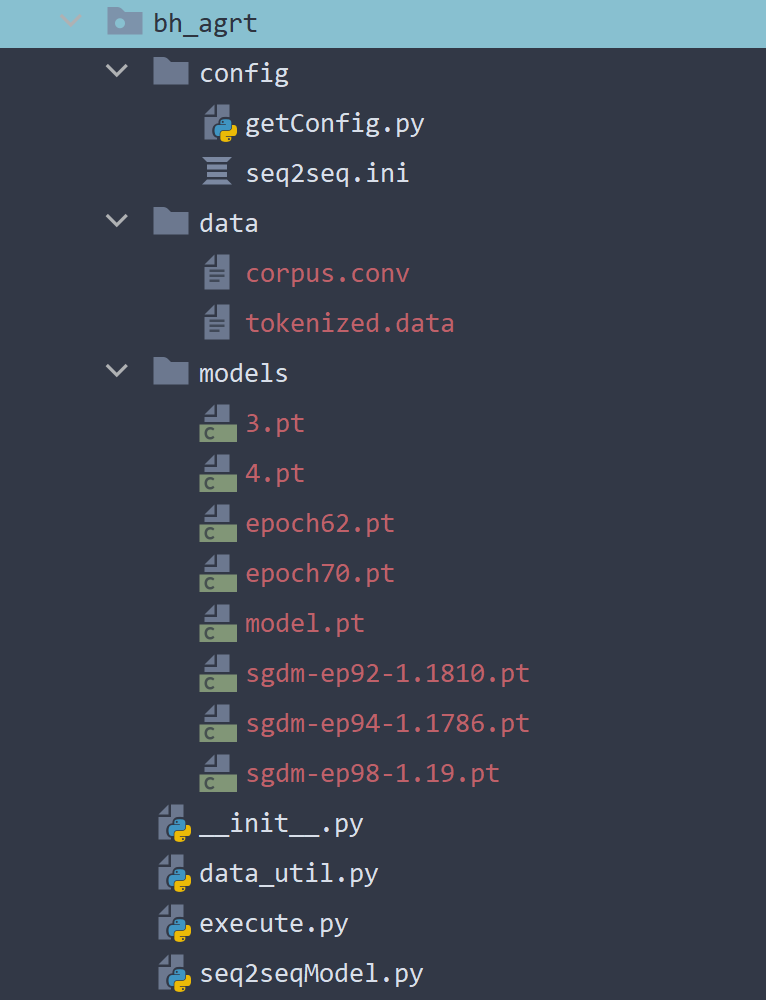 bh_agrt
config
getConfig.py
seq2seq.ini
data
corpus.conv
tokenized.data
models
C 3.pt
C 4.pt
C epoch62.pt
C epoch70.pt
C model.pt
C sgdm-ep92-1.1810.pt
C sgdm-ep94-1.1786.pt
C sgdm-ep98-1.19.pt
__init__.py
data_util.py
execute.py
seq2seqModel.py